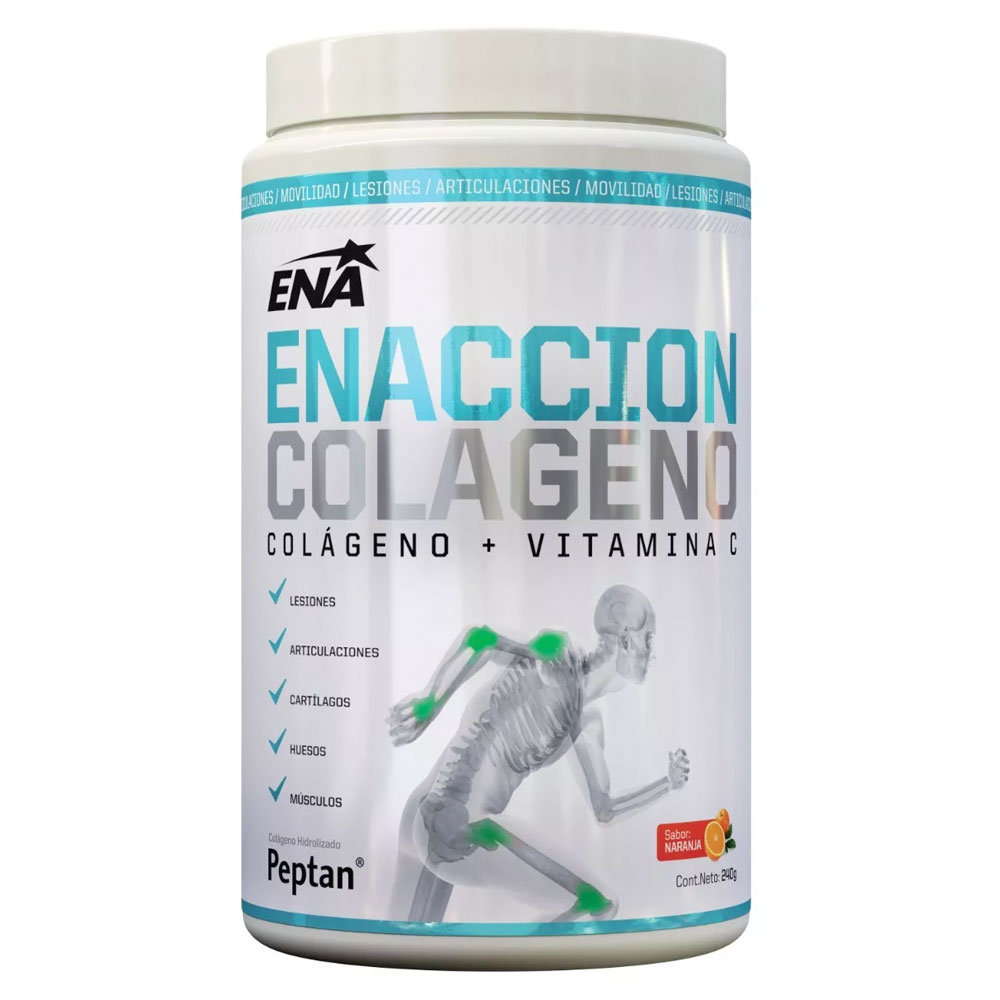 ARTICULACIONES / MOVILIDAD / LESIONES / ARTICULACIONES / MOVILIDAD / LESIONES /
ENA
ENACCION
COLAGENO
COLÁGENO + VITAMINA C
LESIONES
ARTICULACIONES
CARTÍLAGOS
HUESOS
MÚSCULOS
Colágeno Hidrolizado
Peptan®
Sabor:
NARANJA
Cont.Neto: 240g